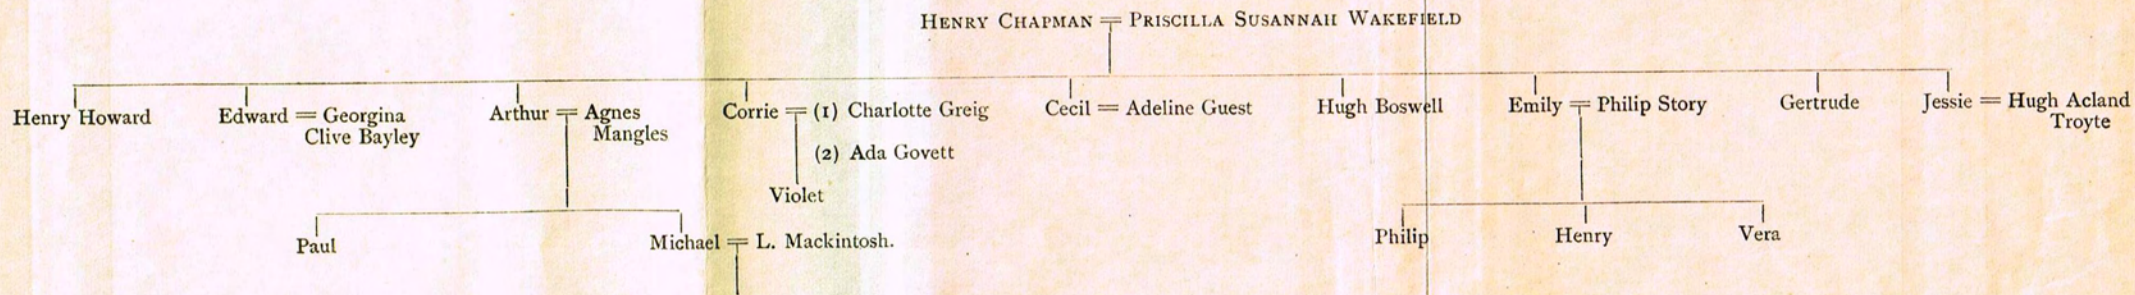 HENRY CHAPMAN = PRISCILLA SUSANNAH WAKEFIELD
Henry Howard
Edward = Georgina
Clive Bayley
Arthur = Agnes
Mangles
Corrie = (1) Charlotte Greig
(2) Ada Govett
Cecil = Adeline Guest
Hugh Boswell
Emily = Philip Story
Gertrude
Jessie = Hugh Acland
Troyte
Violet
Paul
Michael = L. Mackintosh.
Philip
Henry
Vera